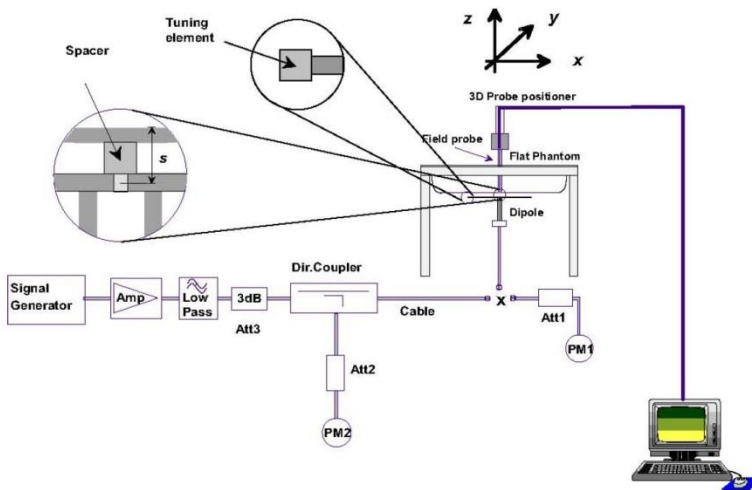 Tuning
element
Spacer
s
z
y
x
3D Probe positioner
Field probe
Flat Phantom
Dipole
Signal
Generator
Amp
Low
Pass
3dB
Att3
Dir.Coupler
Cable
x
Att1
PM1
Att2
PM2